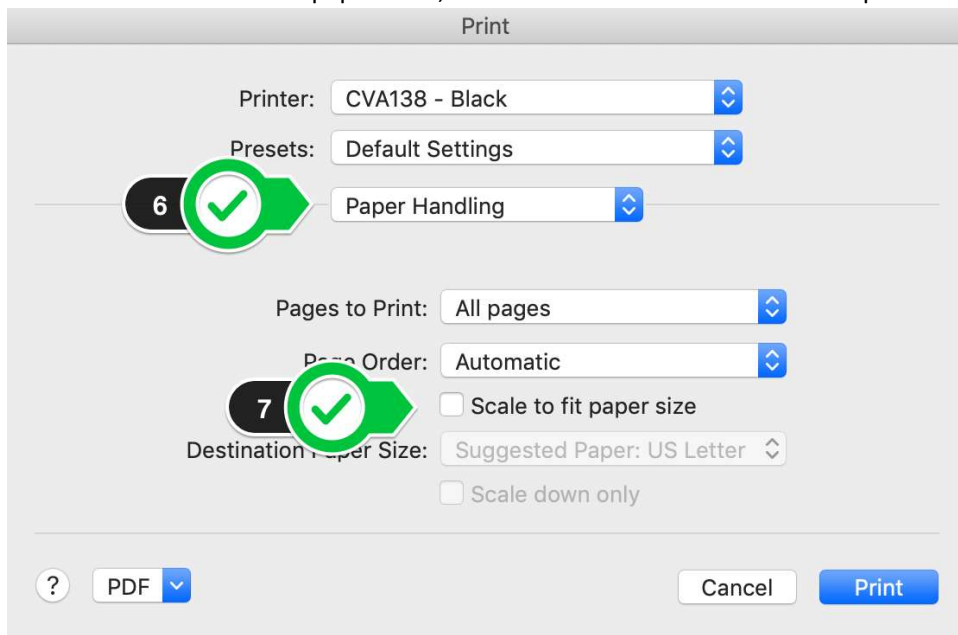 Print
Printer: CVA138 - Black
Presets: Default Settings
6 Paper Handling
Pages to Print: All pages
Order: Automatic
7 Scale to fit paper size
Destination Size: Suggested Paper: US Letter
Scale down only
? PDF Cancel Print